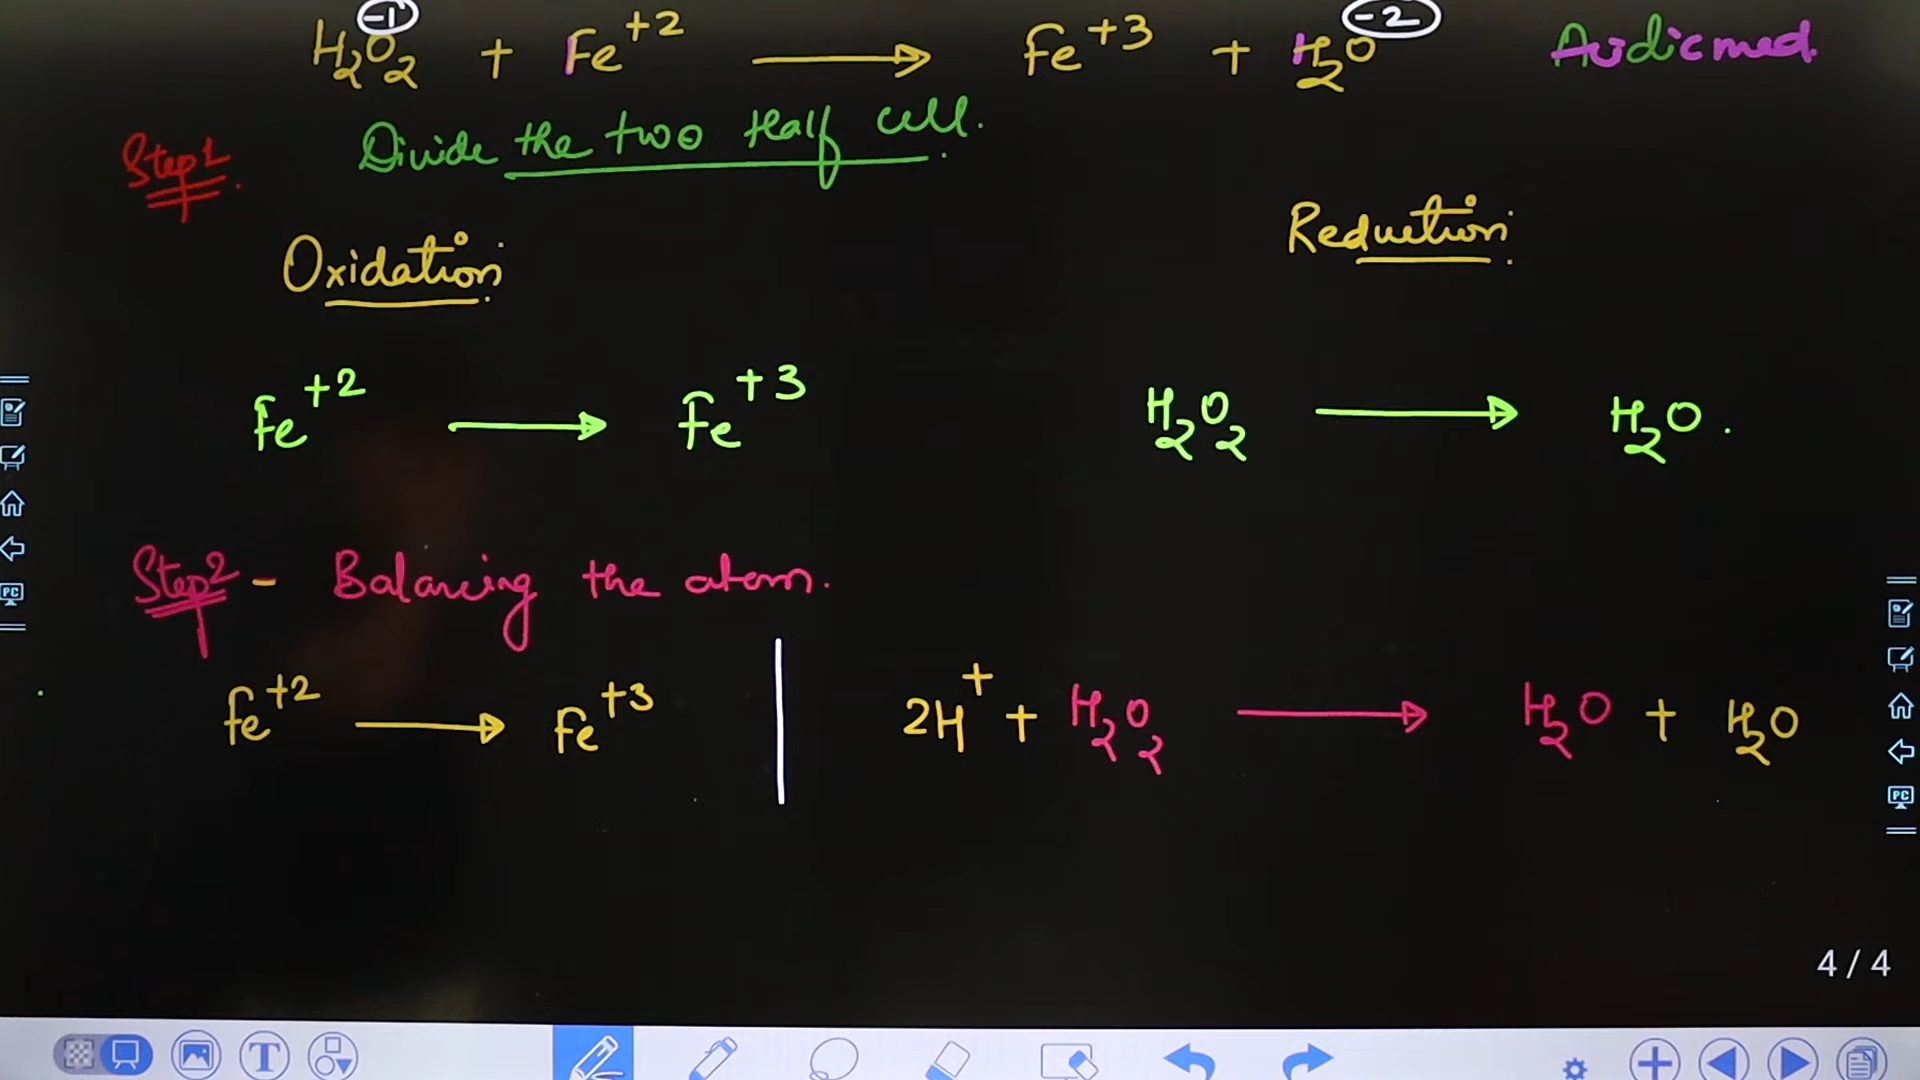 H₂O₂ + Fe⁺² ⟶ Fe⁺³ + H₂O Acidic med.
-1 -2
Step 1. Divide the two Half cell.
Oxidation: Reduction:
Fe⁺² ⟶ Fe⁺³ H₂O₂ ⟶ H₂O.
Step 2 - Balancing the atom.
Fe⁺² ⟶ Fe⁺³ | 2H⁺ + H₂O₂ ⟶ H₂O + H₂O
PC
PC
4 / 4
T